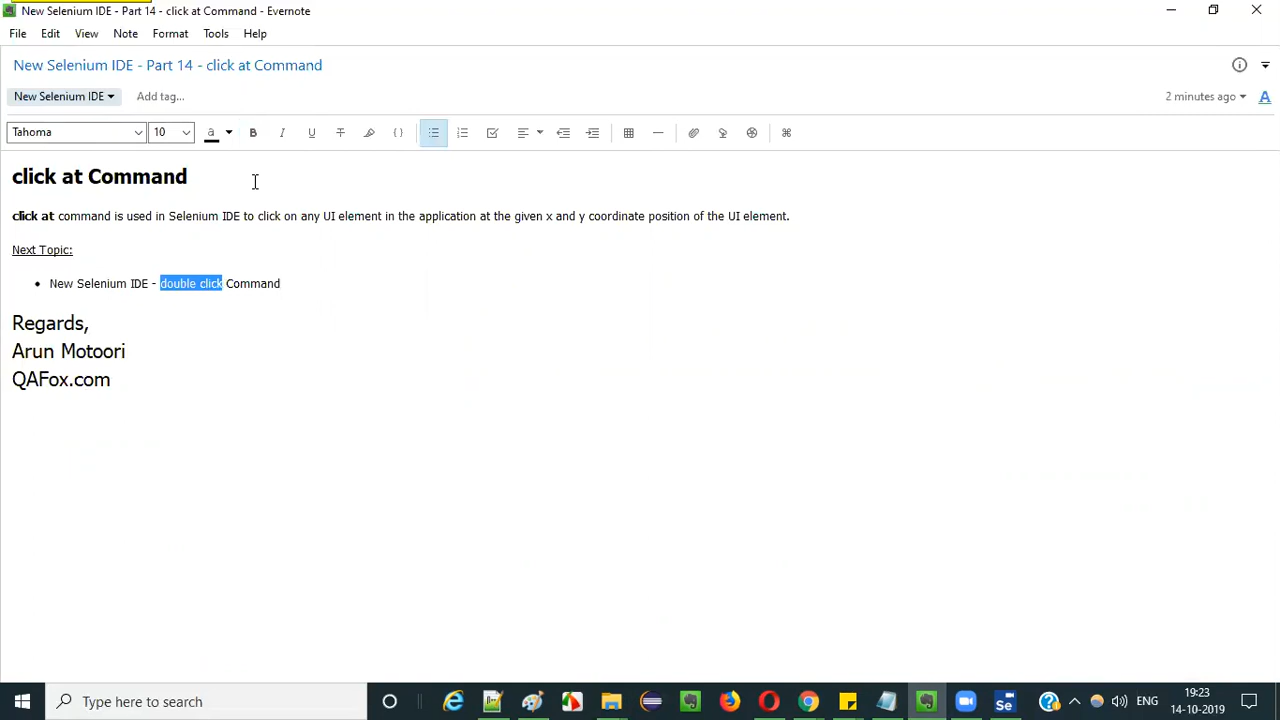 New Selenium IDE - Part 14 - click at Command - Evernote
File Edit View Note Format Tools Help
New Selenium IDE - Part 14 - click at Command
New Selenium IDE Add tag... 2 minutes ago A
Tahoma 10 a B I U T { }
click at Command
click at command is used in Selenium IDE to click on any UI element in the application at the given x and y coordinate position of the UI element.
Next Topic:
• New Selenium IDE - double click Command
Regards,
Arun Motoori
QAFox.com
Type here to search Se ENG 19:23
14-10-2019